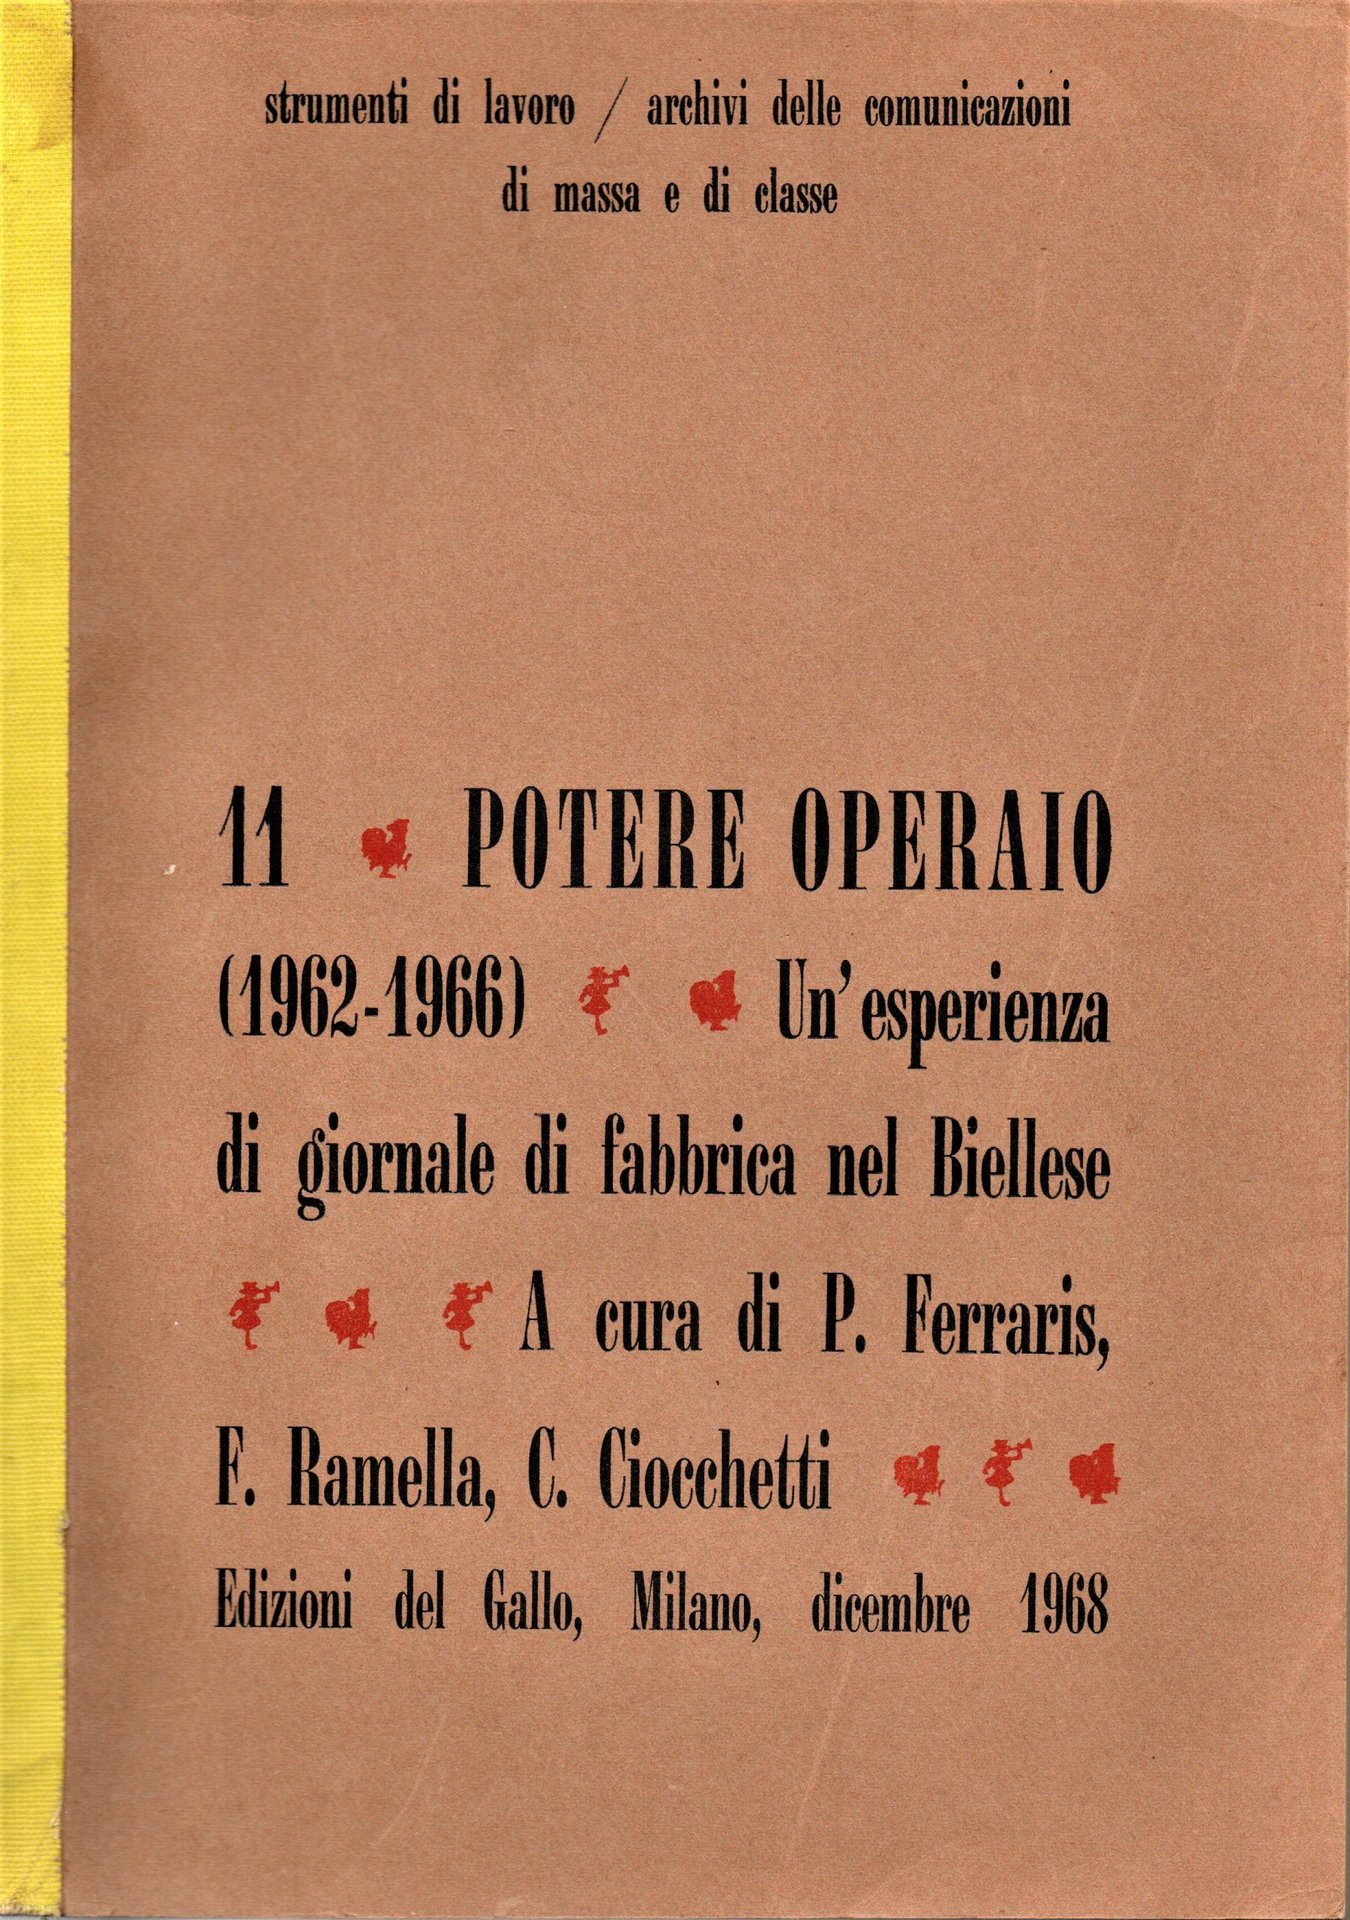 strumenti di lavoro / archivi delle comunicazioni
di massa e di classe
11 POTERE OPERAIO
(1962-1966) Un' esperienza
di giornale di fabbrica nel Biellese
A cura di P. Ferraris,
F. Ramella, C. Ciocchetti
Edizioni del Gallo, Milano, dicembre 1968